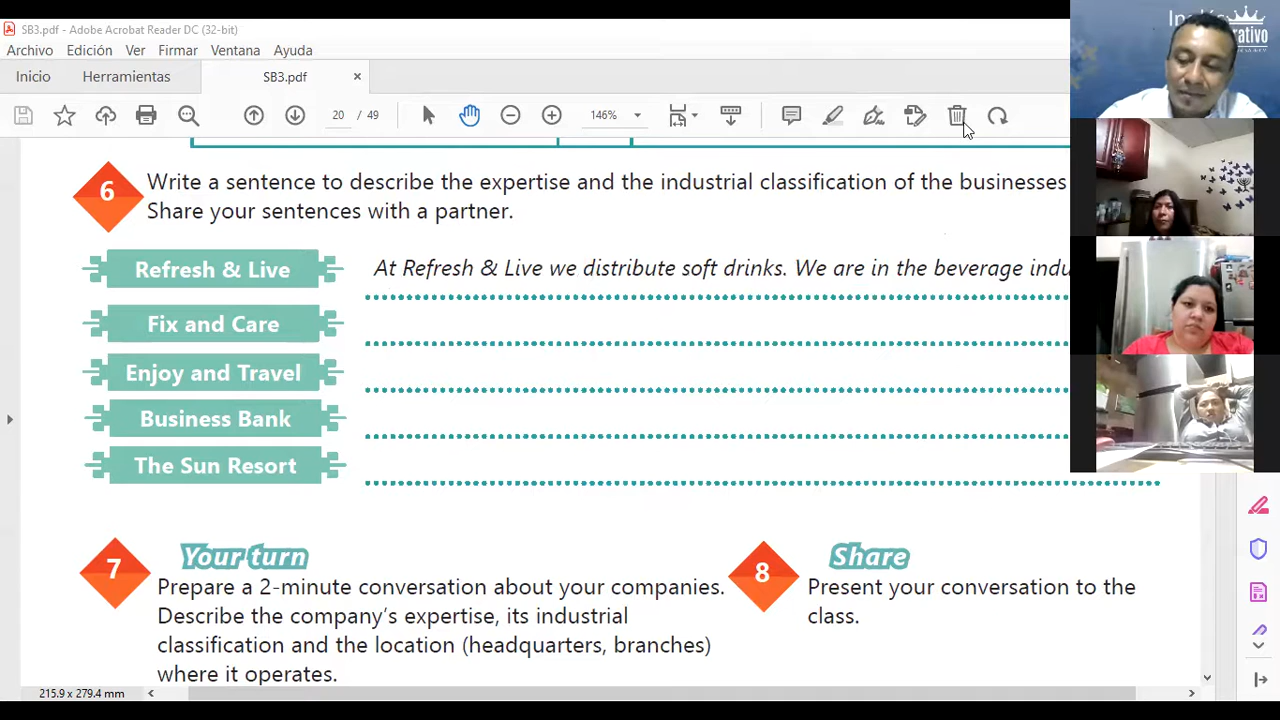 SB3.pdf - Adobe Acrobat Reader DC (32-bit)
Archivo Edición Ver Firmar Ventana Ayuda
Inicio Herramientas SB3.pdf ×
20 / 49 146%
6 Write a sentence to describe the expertise and the industrial classification of the businesses
Share your sentences with a partner.
Refresh & Live At Refresh & Live we distribute soft drinks. We are in the beverage indu
Fix and Care
Enjoy and Travel
Business Bank
The Sun Resort
7 Your turn
Prepare a 2-minute conversation about your companies.
Describe the company's expertise, its industrial
classification and the location (headquarters, branches)
where it operates.
8 Share
Present your conversation to the
class.
215.9 x 279.4 mm